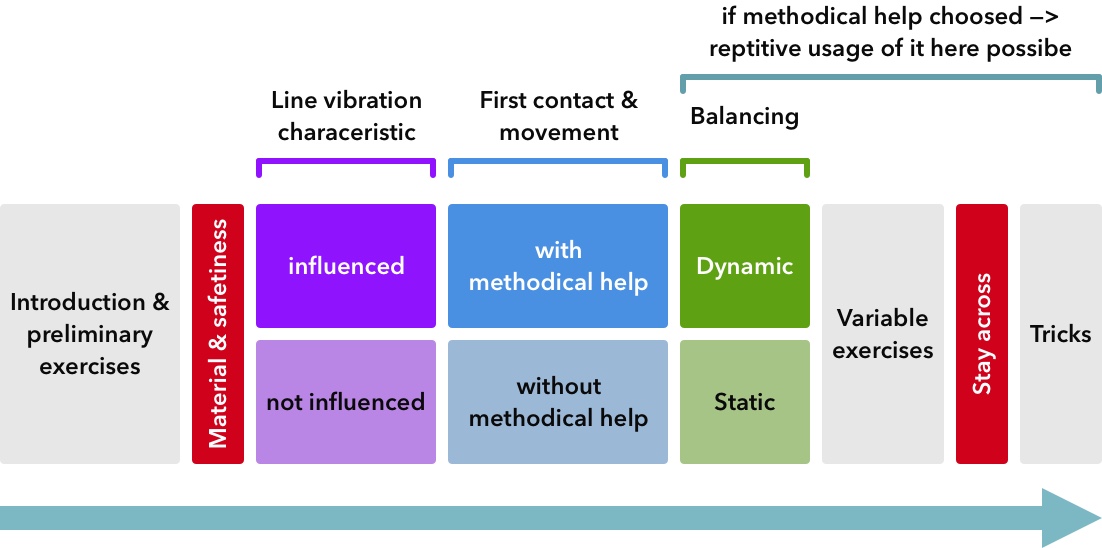 if methodical help choosed —>
reptitive usage of it here possibe
Line vibration
characeristic
First contact &
movement
Balancing
Introduction &
preliminary
exercises
Material & safetiness
influenced
not influenced
with
methodical help
without
methodical help
Dynamic
Static
Variable
exercises
Stay across
Tricks